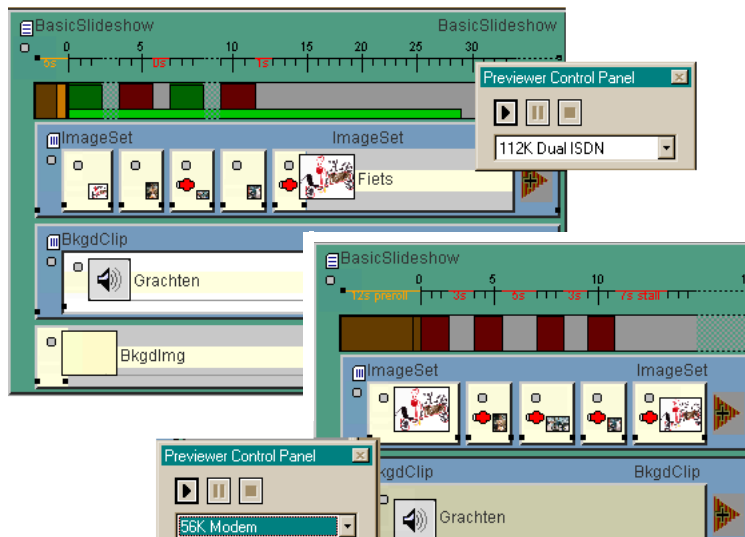 BasicSlideshow BasicSlideshow
0 5 10 15 20 25 30
5s 0s 1s
Previewer Control Panel
112K Dual ISDN
ImageSet ImageSet
Fiets
BkgdClip
Grachten
BkgdImg
BasicSlideshow
0 5 10
12s preroll 3s 5s 3s 7s stall
ImageSet ImageSet
Previewer Control Panel
56K Modem
kgdClip BkgdClip
Grachten